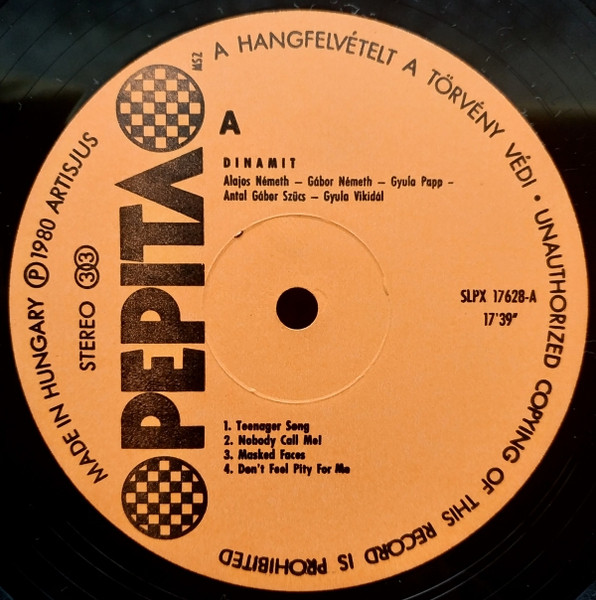 A HANGFELVÉTELT A TÖRVÉNY VÉDI • UNAUTHORIZED COPYING OF THIS RECORD IS PROHIBITED
MADE IN HUNGARY Ⓟ 1980 ARTISJUS
STEREO 33
PEPITA
MSZ
A
DINAMIT
Alajos Németh – Gábor Németh – Gyula Papp –
Antal Gábor Szücs – Gyula Vikidál
SLPX 17628-A
17'39"
1. Teenager Song
2. Nobody Call Me!
3. Masked Faces
4. Don't Feel Pity For Me